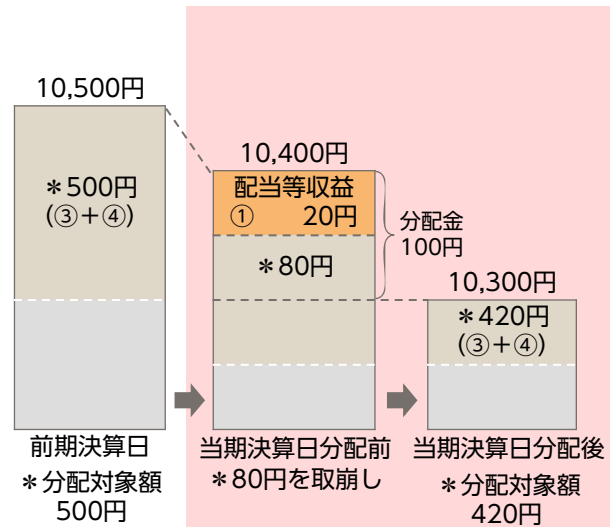 10,500円
＊500円
(③＋④)
前期決算日
＊分配対象額
500円
10,400円
配当等収益
① 20円
＊80円
分配金
100円
当期決算日分配前
＊80円を取崩し
10,300円
＊420円
(③＋④)
当期決算日分配後
＊分配対象額
420円